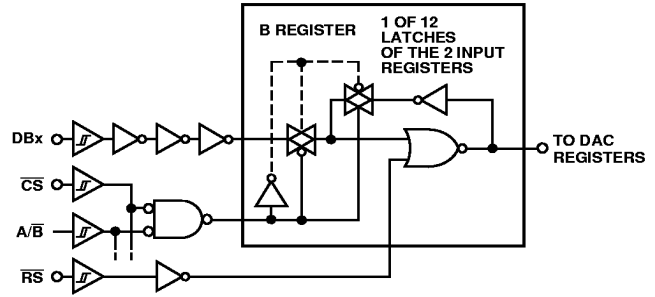 B REGISTER
1 OF 12
LATCHES
OF THE 2 INPUT
REGISTERS
DBx
TO DAC
REGISTERS
CS
A/B
RS